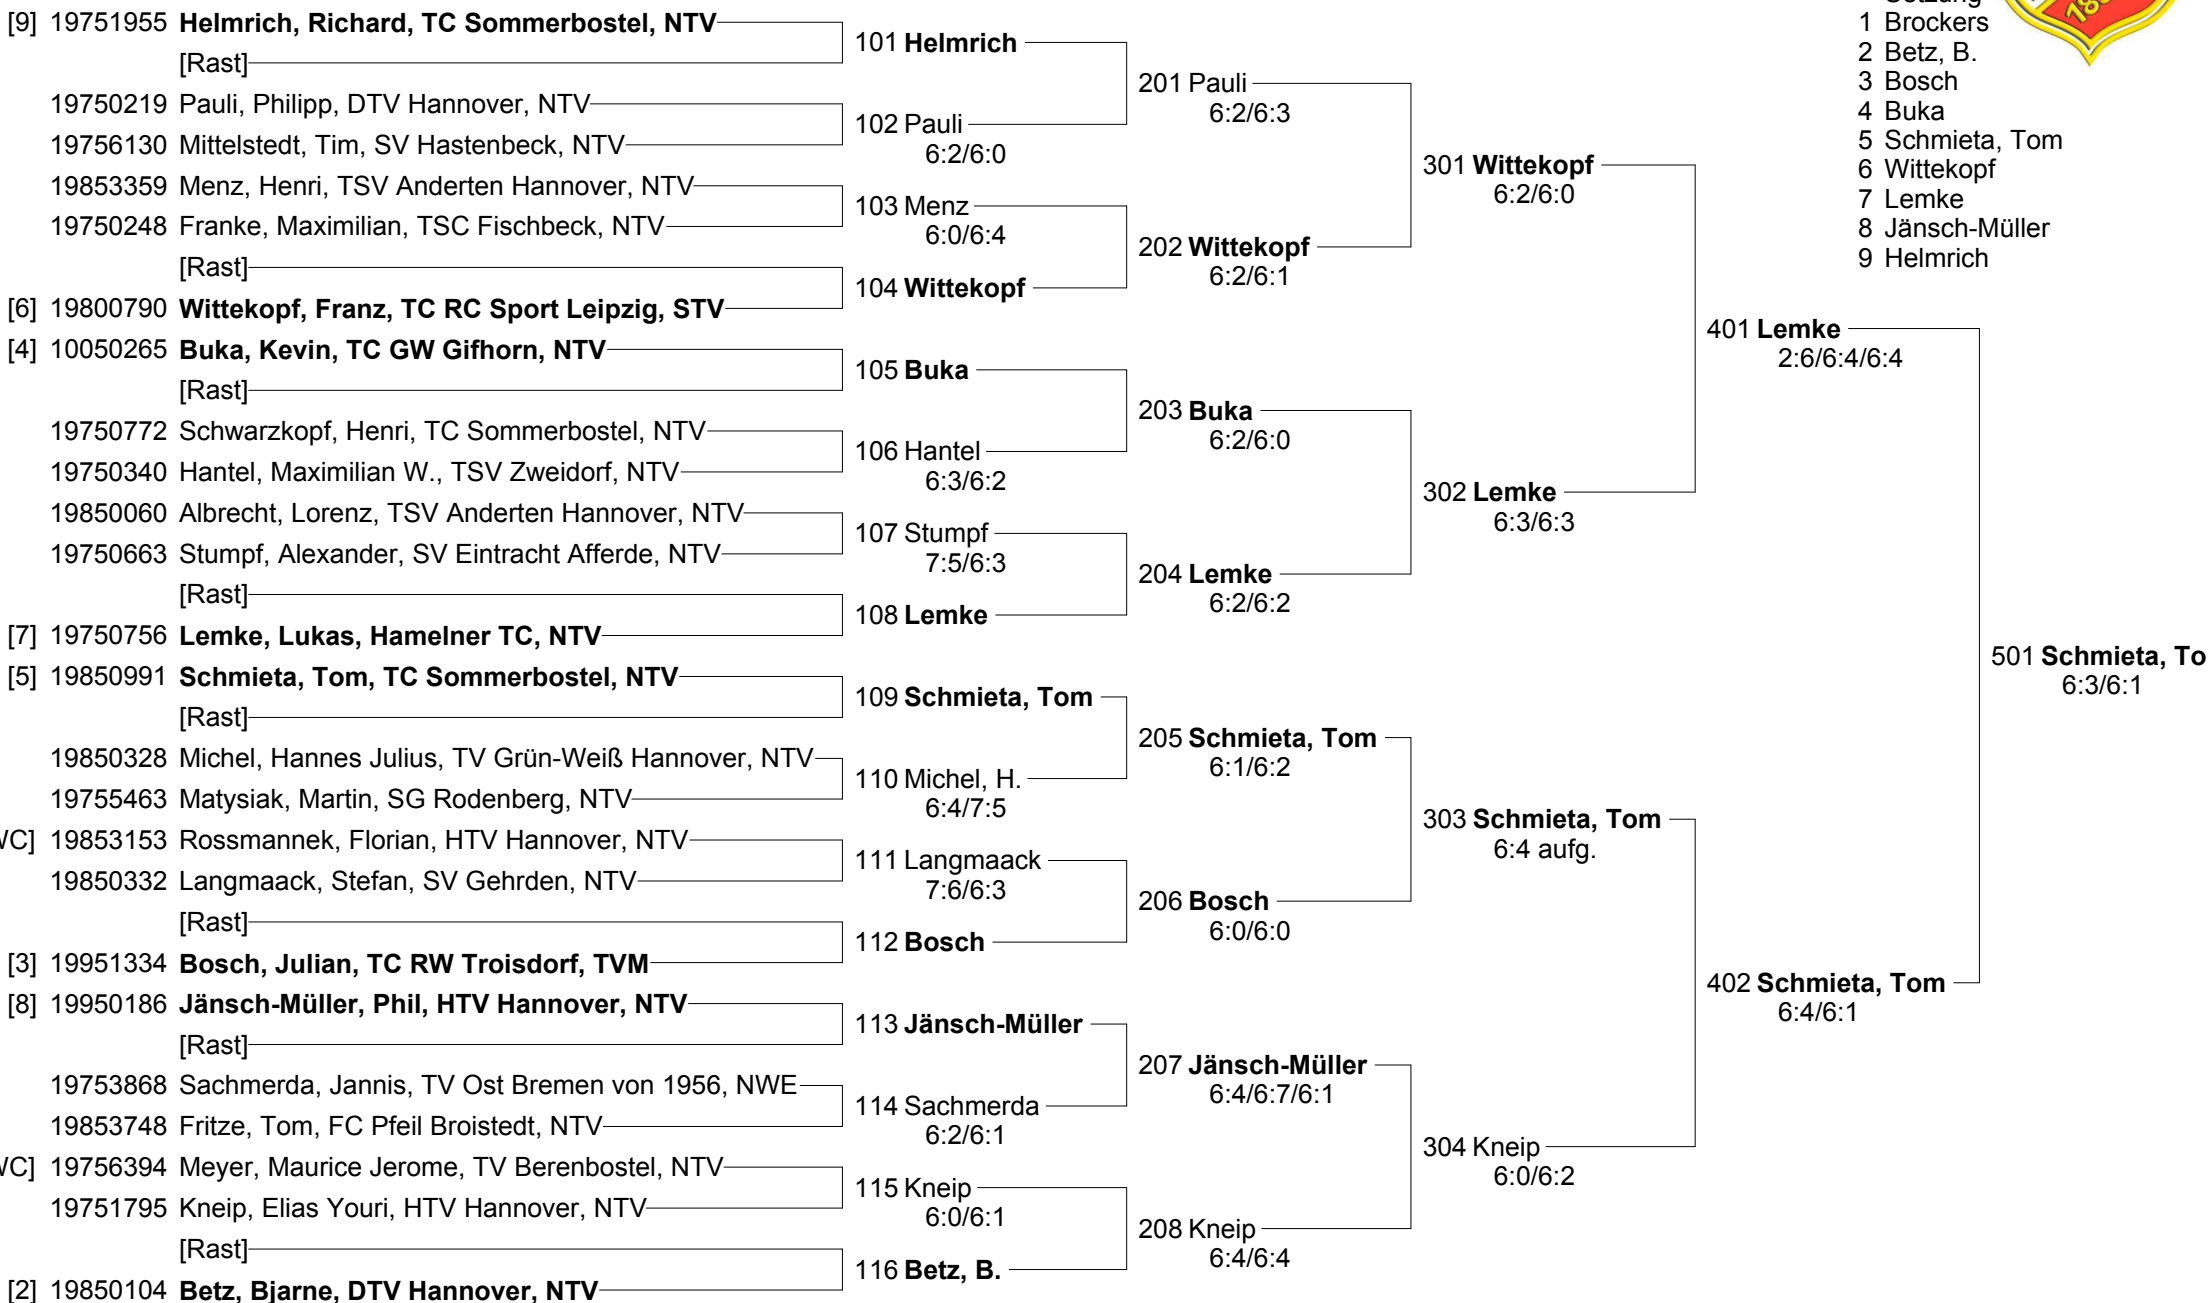 [9] 19751955 Helmrich, Richard, TC Sommerbostel, NTV
[Rast]
19750219 Pauli, Philipp, DTV Hannover, NTV
19756130 Mittelstedt, Tim, SV Hastenbeck, NTV
19853359 Menz, Henri, TSV Anderten Hannover, NTV
19750248 Franke, Maximilian, TSC Fischbeck, NTV
[Rast]
[6] 19800790 Wittekopf, Franz, TC RC Sport Leipzig, STV
[4] 10050265 Buka, Kevin, TC GW Gifhorn, NTV
[Rast]
19750772 Schwarzkopf, Henri, TC Sommerbostel, NTV
19750340 Hantel, Maximilian W., TSV Zweidorf, NTV
19850060 Albrecht, Lorenz, TSV Anderten Hannover, NTV
19750663 Stumpf, Alexander, SV Eintracht Afferde, NTV
[Rast]
[7] 19750756 Lemke, Lukas, Hamelner TC, NTV
[5] 19850991 Schmieta, Tom, TC Sommerbostel, NTV
[Rast]
19850328 Michel, Hannes Julius, TV Grün-Weiß Hannover, NTV
19755463 Matysiak, Martin, SG Rodenberg, NTV
C] 19853153 Rossmannek, Florian, HTV Hannover, NTV
19850332 Langmaack, Stefan, SV Gehrden, NTV
[Rast]
[3] 19951334 Bosch, Julian, TC RW Troisdorf, TVM
[8] 19950186 Jänsch-Müller, Phil, HTV Hannover, NTV
[Rast]
19753868 Sachmerda, Jannis, TV Ost Bremen von 1956, NWE
19853748 Fritze, Tom, FC Pfeil Broistedt, NTV
C] 19756394 Meyer, Maurice Jerome, TV Berenbostel, NTV
19751795 Kneip, Elias Youri, HTV Hannover, NTV
[Rast]
[2] 19850104 Betz, Bjarne, DTV Hannover, NTV
101 Helmrich
102 Pauli
6:2/6:0
103 Menz
6:0/6:4
104 Wittekopf
105 Buka
106 Hantel
6:3/6:2
107 Stumpf
7:5/6:3
108 Lemke
109 Schmieta, Tom
110 Michel, H.
6:4/7:5
111 Langmaack
7:6/6:3
112 Bosch
113 Jänsch-Müller
114 Sachmerda
6:2/6:1
115 Kneip
6:0/6:1
116 Betz, B.
201 Pauli
6:2/6:3
202 Wittekopf
6:2/6:1
203 Buka
6:2/6:0
204 Lemke
6:2/6:2
205 Schmieta, Tom
6:1/6:2
206 Bosch
6:0/6:0
207 Jänsch-Müller
6:4/6:7/6:1
208 Kneip
6:4/6:4
301 Wittekopf
6:2/6:0
302 Lemke
6:3/6:3
303 Schmieta, Tom
6:4 aufg.
304 Kneip
6:0/6:2
401 Lemke
2:6/6:4/6:4
402 Schmieta, Tom
6:4/6:1
501 Schmieta, To
6:3/6:1
1 Brockers
2 Betz, B.
3 Bosch
4 Buka
5 Schmieta, Tom
6 Wittekopf
7 Lemke
8 Jänsch-Müller
9 Helmrich